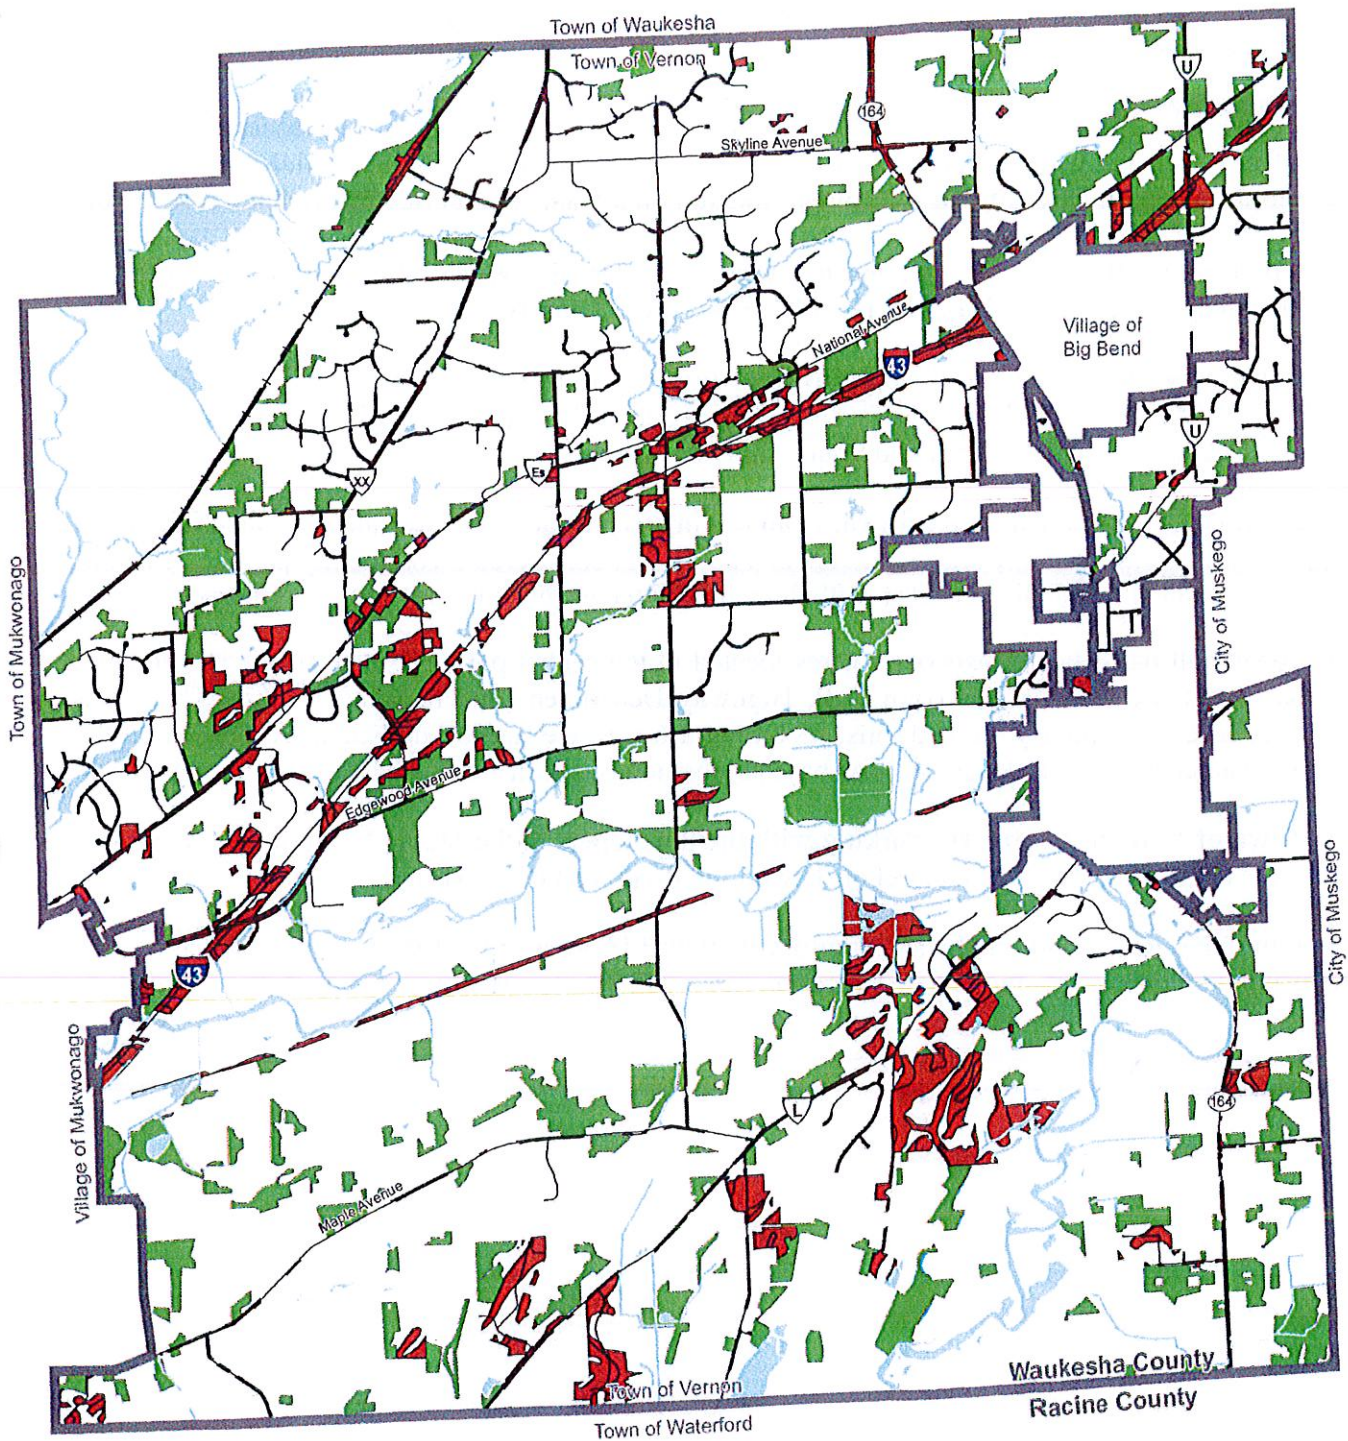 Town of Waukesha
Town of Vernon
U
164
Skyline Avenue
National Avenue
Village of
Big Bend
43
U
XX
Es
City of Muskego
Town of Mukwonago
Edgewood Avenue
City of Muskego
43
Village of Mukwonago
L
164
Maple Avenue
Waukesha County
Town of Vernon
Racine County
Town of Waterford